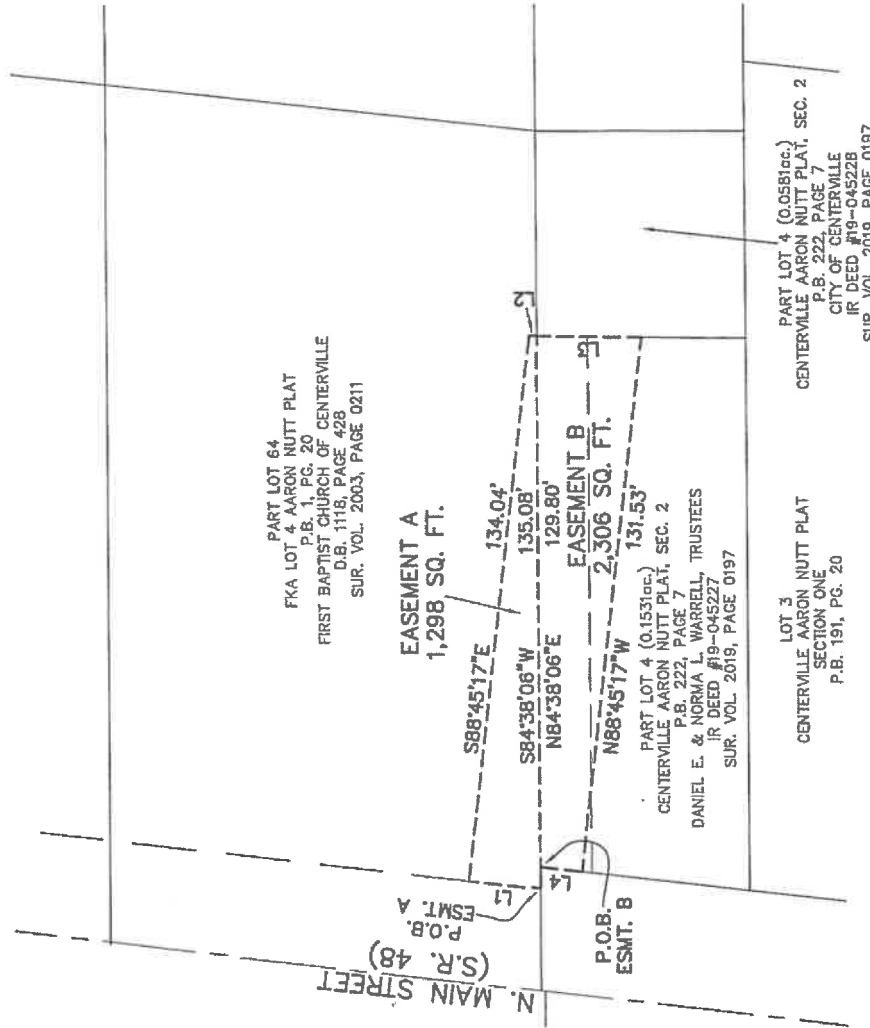 PART LOT 64
FKA LOT 4 AARON NUTT PLAT
P.B. 1, PG. 20
FIRST BAPTIST CHURCH OF CENTERVILLE
D.B. 1118, PAGE 428
SUR. VOL. 2003, PAGE 0211
EASEMENT A
1,298 SQ. FT.
S88°45'17"E 134.04'
S84°38'06"W 135.08'
N84°38'06"E 129.80'
EASEMENT B
2,306 SQ. FT.
N88°45'17"W 131.53'
L1
L2
L4
P.O.B.
ESMT. A
P.O.B.
ESMT. B
N. MAIN STREET
(S.R. 48)
PART LOT 4 (0.1531ac.)
CENTERVILLE AARON NUTT PLAT, SEC. 2
P.B. 222, PAGE 7
DANIEL E. & NORMA L. WARRELL, TRUSTEES
IR DEED #19-045227
SUR. VOL. 2019, PAGE 0197
LOT 3
CENTERVILLE AARON NUTT PLAT
SECTION ONE
P.B. 191, PG. 20
PART LOT 4 (0.0581ac.)
CENTERVILLE AARON NUTT PLAT, SEC. 2
P.B. 222, PAGE 7
CITY OF CENTERVILLE
IR DEED #19-045228
SUR. VOL. 2019, PAGE 0197